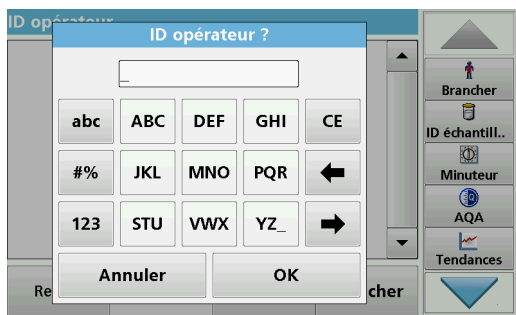 ID opérateur
ID opérateur ?
_
abc ABC DEF GHI CE
#% JKL MNO PQR
123 STU VWX YZ_
Annuler OK
Re cher
Brancher
ID échantill..
Minuteur
AQA
Tendances